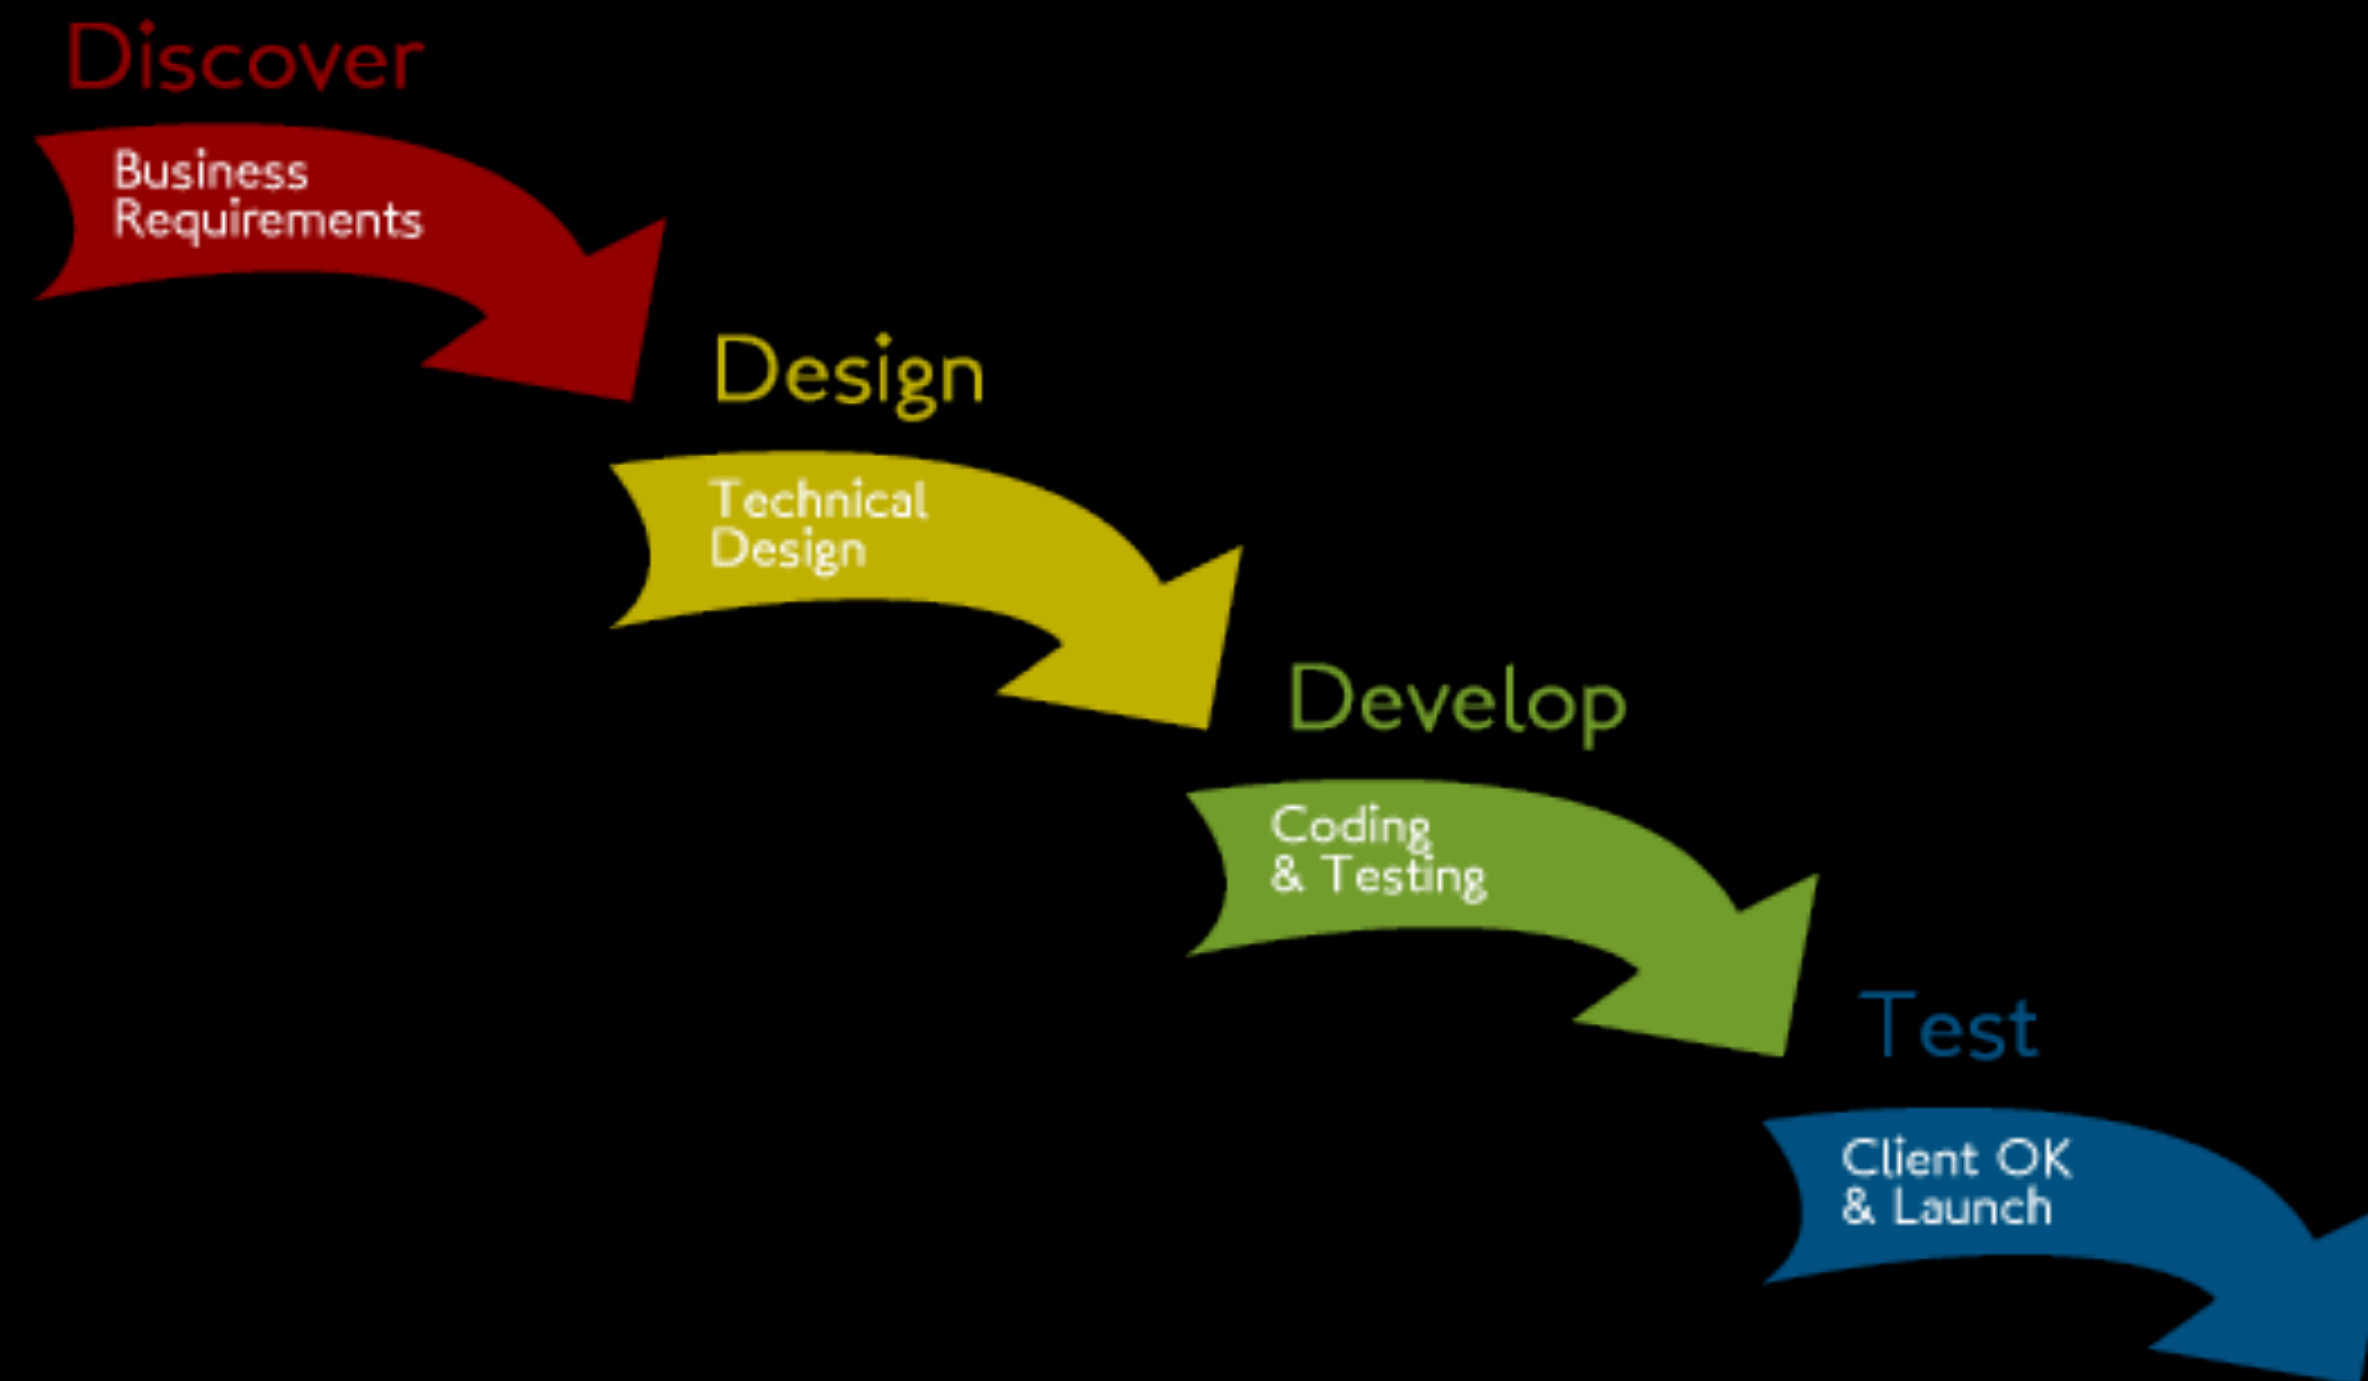 Discover
Business
Requirements
Design
Technical
Design
Develop
Coding
& Testing
Test
Client OK
& Launch